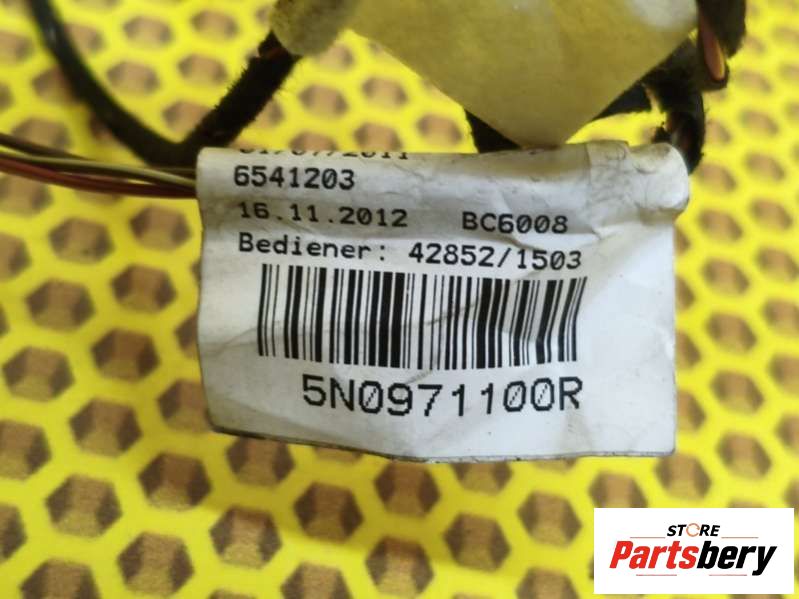 6541203
16.11.2012 BC6008
Bediener: 42852/1503
5N0971100R
STORE
Partsbery